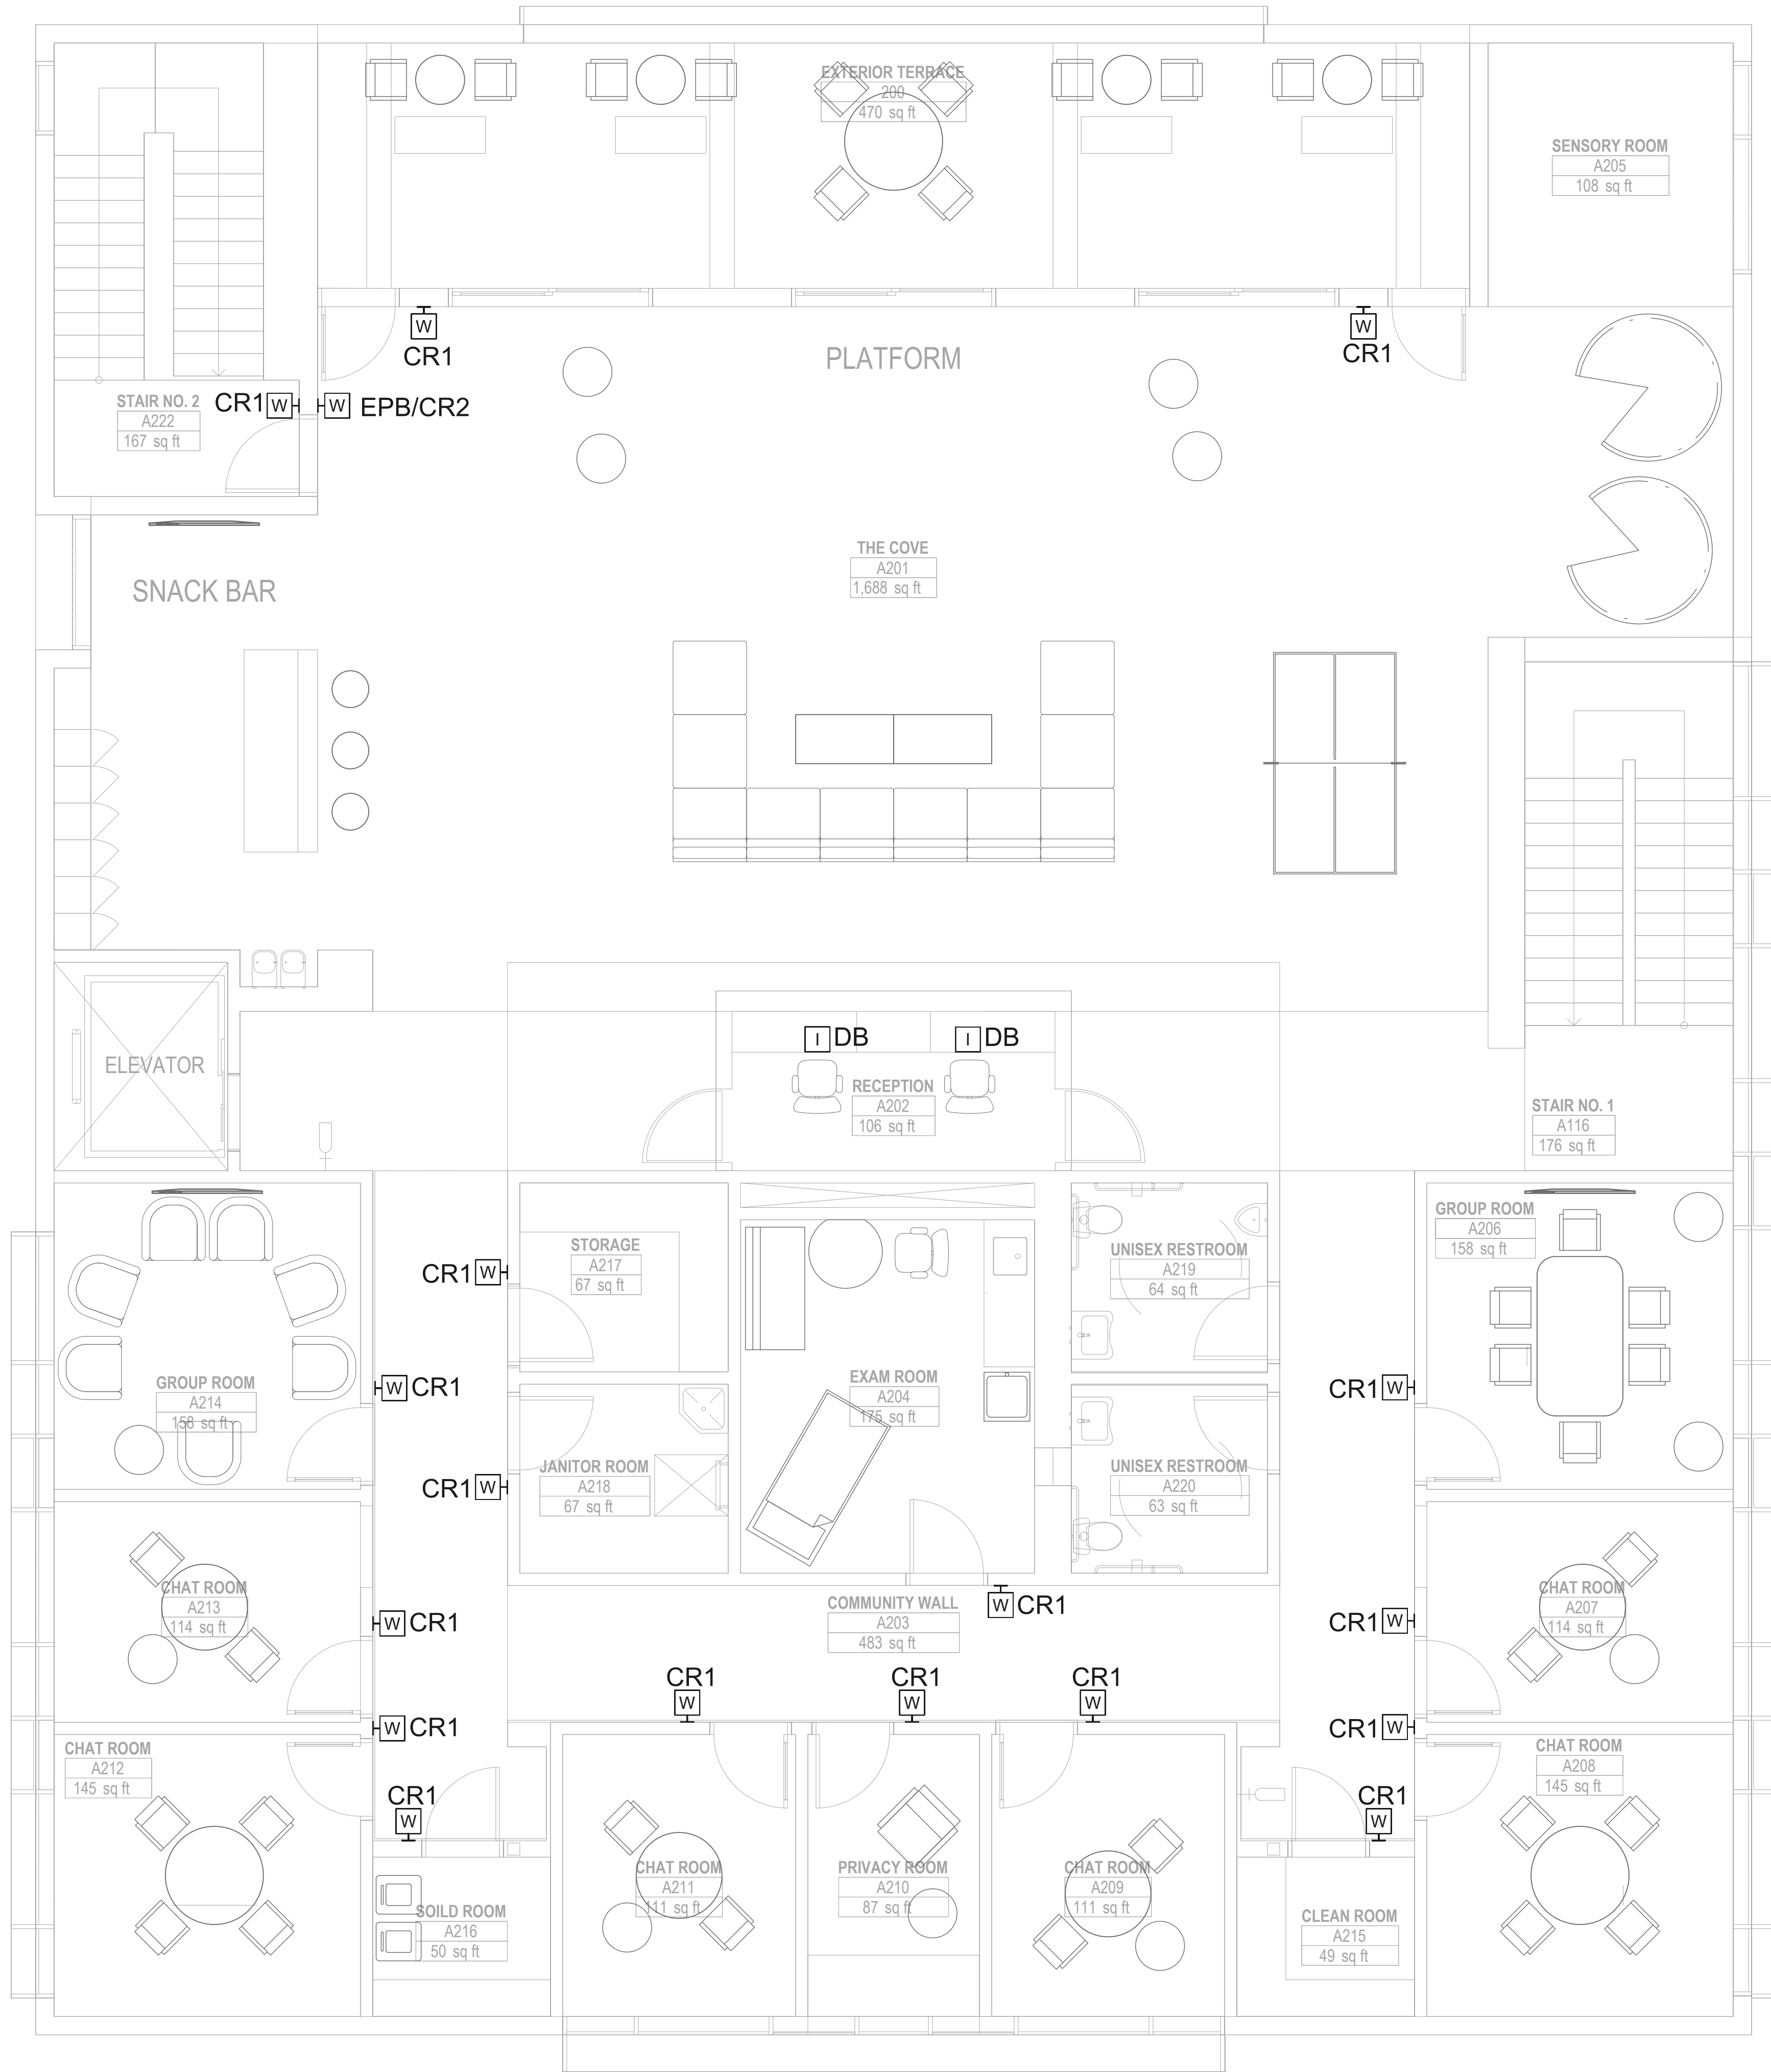 EXTERIOR TERRACE
200
470 sq ft
SENSORY ROOM
A205
108 sq ft
W
CR1
W
CR1
PLATFORM
STAIR NO. 2
A222
167 sq ft
CR1 W
W EPB/CR2
THE COVE
A201
1,688 sq ft
SNACK BAR
ELEVATOR
I DB
I DB
RECEPTION
A202
106 sq ft
STAIR NO. 1
A116
176 sq ft
GROUP ROOM
A206
158 sq ft
STORAGE
A217
67 sq ft
CR1 W
UNISEX RESTROOM
A219
64 sq ft
GROUP ROOM
A214
158 sq ft
W CR1
EXAM ROOM
A204
175 sq ft
CR1 W
CR1 W
JANITOR ROOM
A218
67 sq ft
UNISEX RESTROOM
A220
63 sq ft
CHAT ROOM
A213
114 sq ft
W CR1
COMMUNITY WALL
A203
483 sq ft
W CR1
CR1 W
CHAT ROOM
A207
114 sq ft
CR1
W
CR1
W
CR1
W
W CR1
CR1 W
CHAT ROOM
A212
145 sq ft
CHAT ROOM
A208
145 sq ft
CR1
W
CR1
W
CHAT ROOM
A211
111 sq ft
PRIVACY ROOM
A210
87 sq ft
CHAT ROOM
A209
111 sq ft
SOILD ROOM
A216
50 sq ft
CLEAN ROOM
A215
49 sq ft